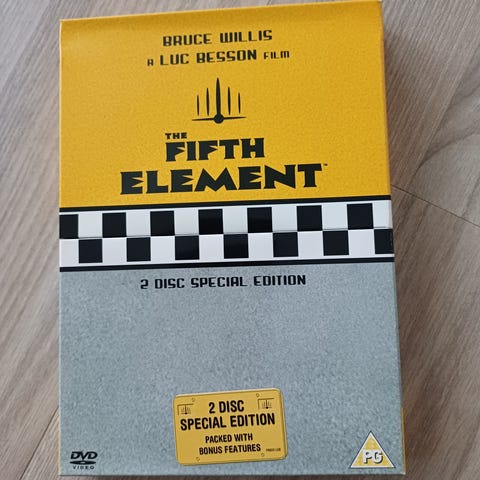 BRUCE WILLIS
A LUC BESSON FILM
THE
FIFTH
ELEMENT™
2 DISC SPECIAL EDITION
2 DISC
SPECIAL EDITION
PACKED WITH
BONUS FEATURES
DVD
VIDEO
PG